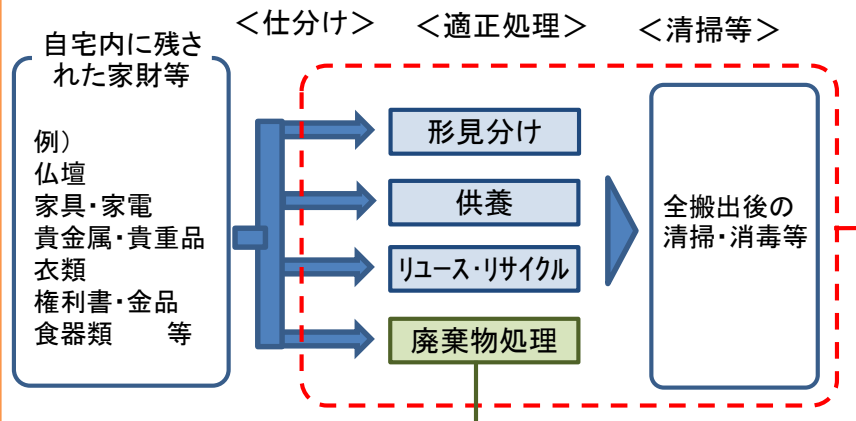 ＜仕分け＞
＜適正処理＞
＜清掃等＞
自宅内に残さ
れた家財等
例）
仏壇
家具・家電
貴金属・貴重品
衣類
権利書・金品
食器類　　等
形見分け
供養
リユース・リサイクル
廃棄物処理
全搬出後の
清掃・消毒等